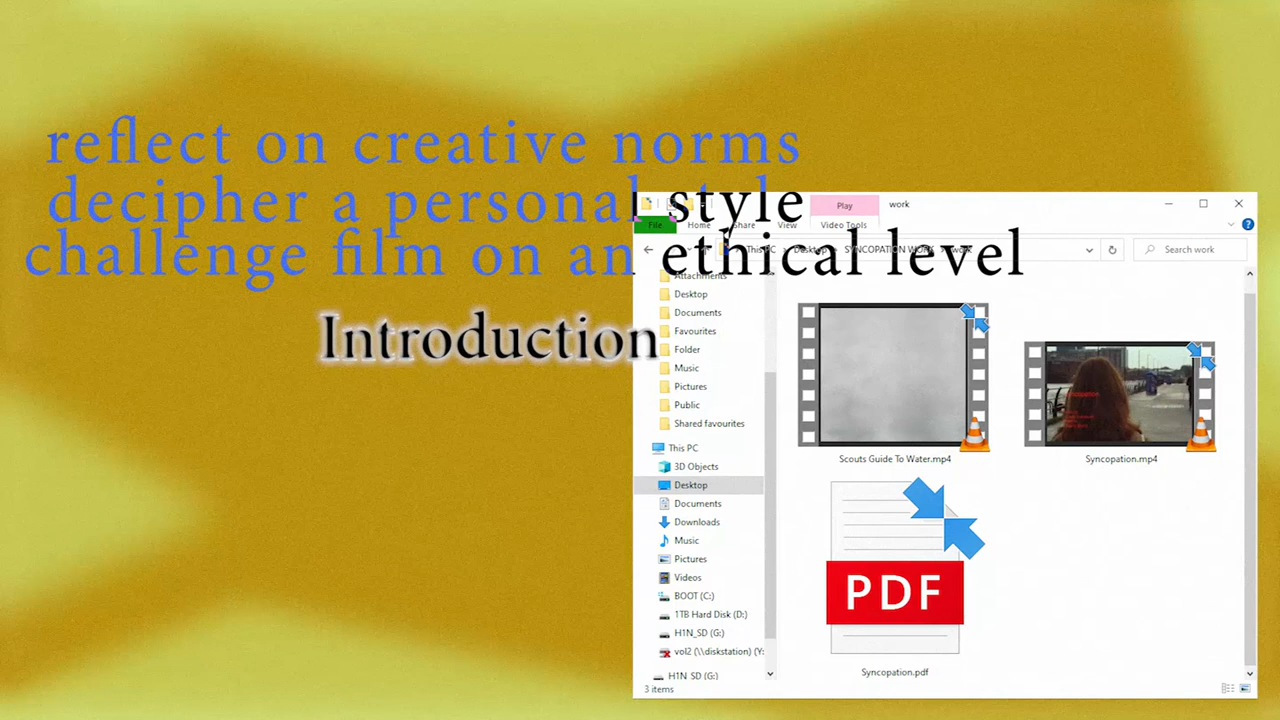 reflect on creative norms
decipher a personal style
challenge film on an ethical level
Introduction
Play
work
File
Home
Share
View
Video Tools
This PC
Desktop
SYNCOPATION WORK
work
Search work
Attachments
Desktop
Documents
Favourites
Folder
Music
Pictures
Public
Shared favourites
This PC
3D Objects
Desktop
Documents
Downloads
Music
Pictures
Videos
BOOT (C:)
1TB Hard Disk (D:)
H1N_SD (G:)
vol2 (\\diskstation) (Y:
H1N_SD (G:)
Scouts Guide To Water.mp4
Syncopation.mp4
PDF
Syncopation.pdf
3 items